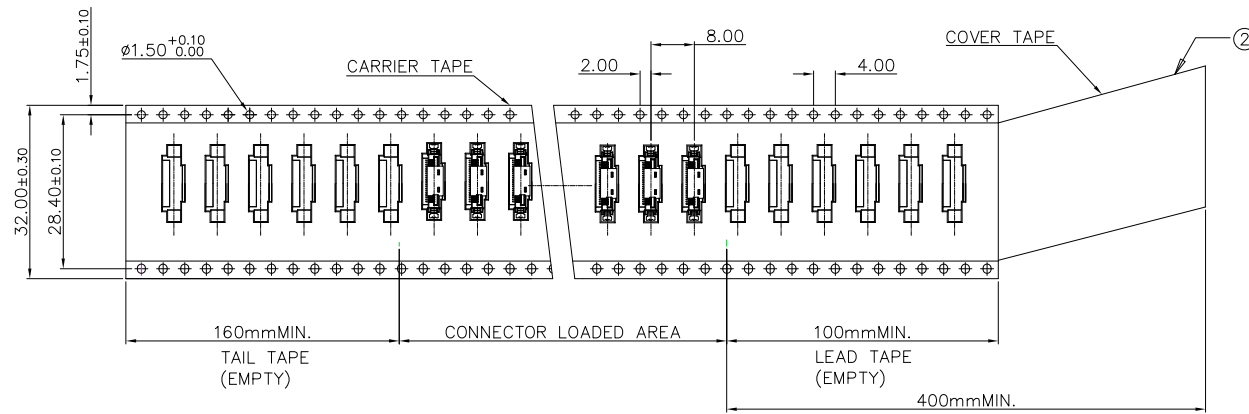 1.75±0.10
ø1.50 +0.10 0.00
CARRIER TAPE
2.00
8.00
4.00
COVER TAPE
2
32.00±0.30
28.40±0.10
160mmMIN.
TAIL TAPE
(EMPTY)
CONNECTOR LOADED AREA
100mmMIN.
LEAD TAPE
(EMPTY)
400mmMIN.